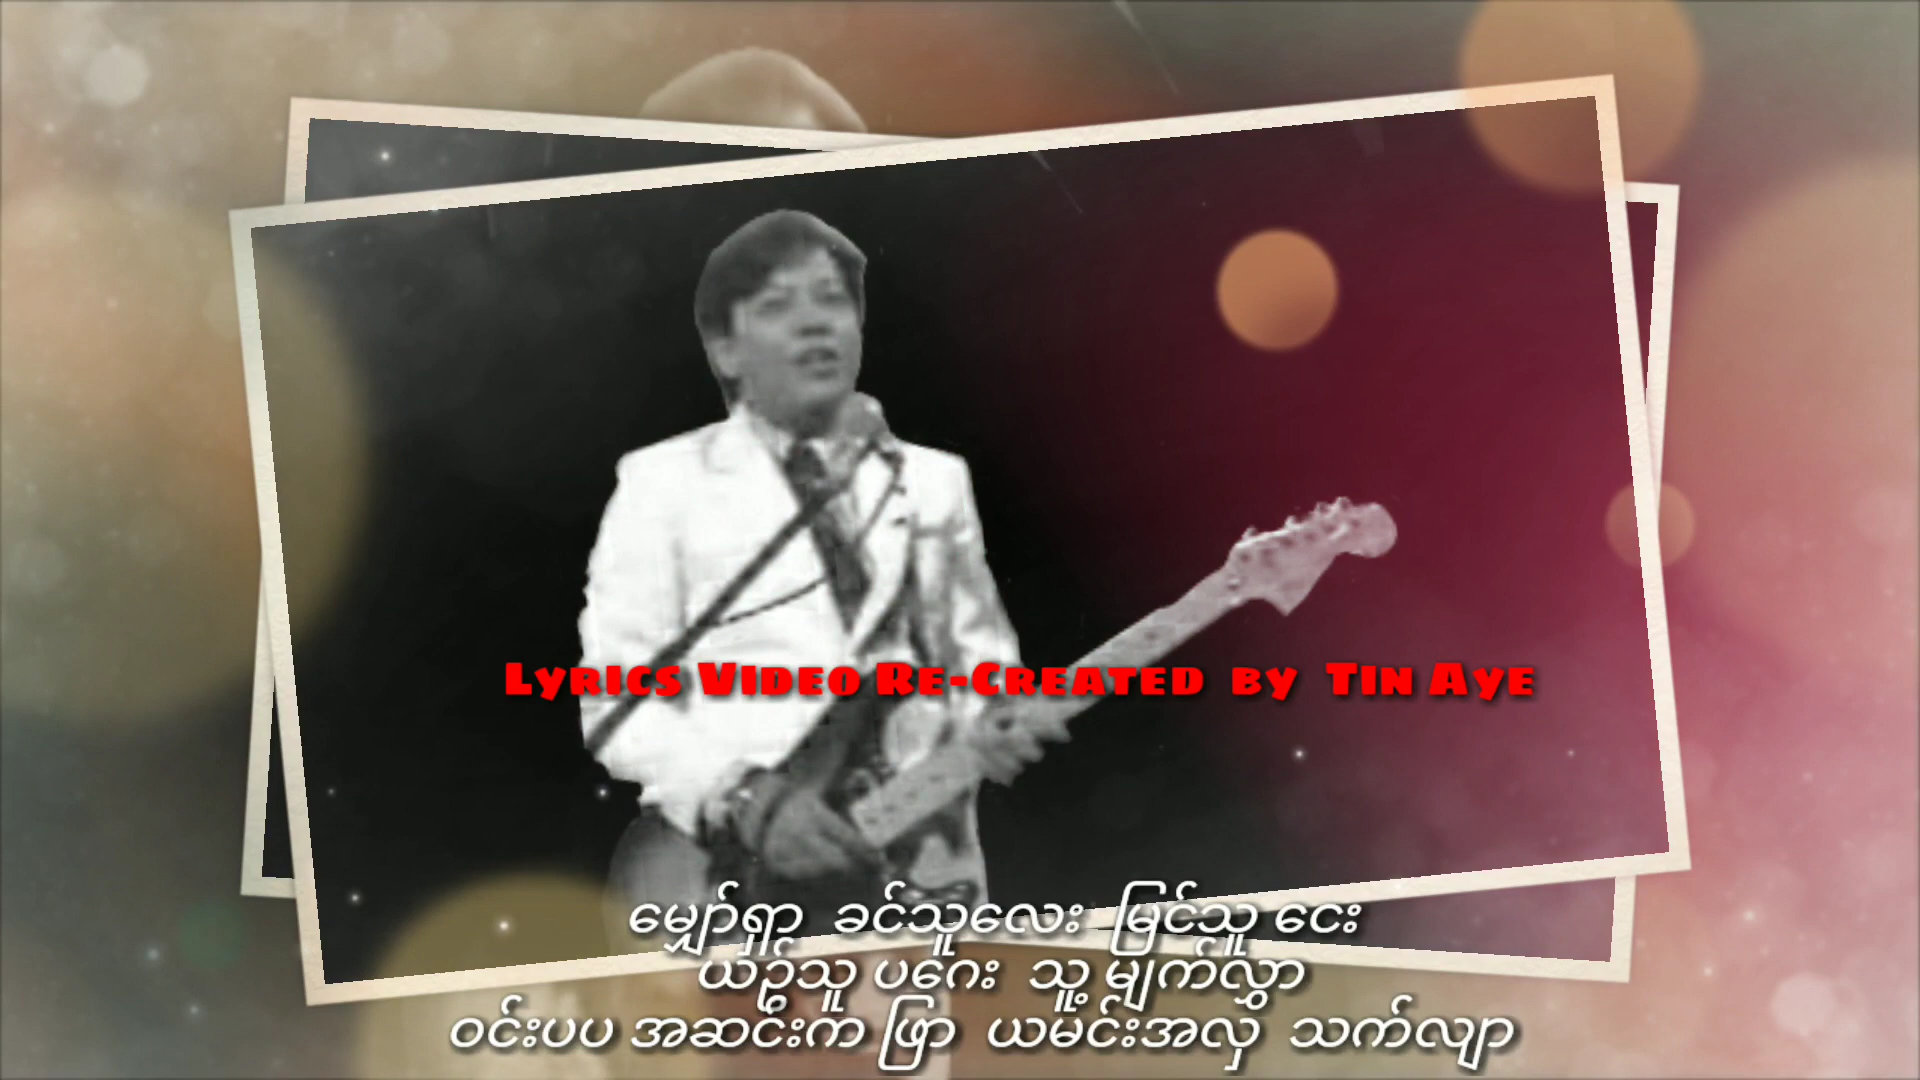 Lyrics Video Re-Created by Tin Aye
မျှော်ရှာ ခင်သူလေး မြင်သူ ငေး
ယဉ်သူ ပဂေး သူ့ မျက်လွှာ
ဝင်းပပ အဆင်းက ဖြာ ယမင်းအလှ သက်လျာ